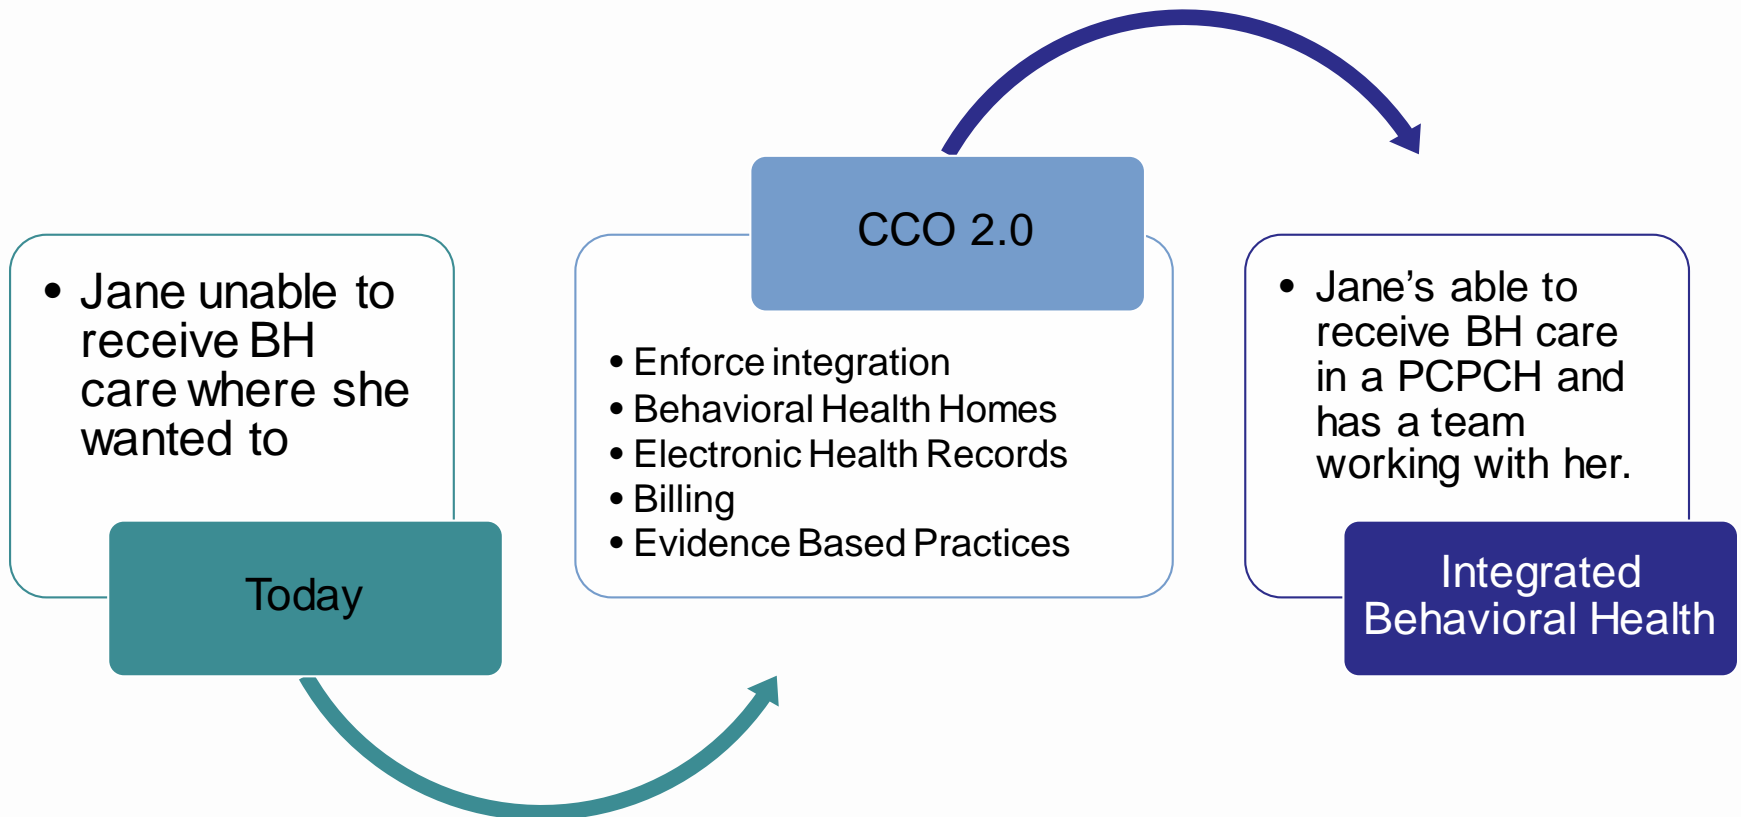 • Jane unable to
receive BH
care where she
wanted to
Today
CCO 2.0
• Enforce integration
• Behavioral Health Homes
• Electronic Health Records
• Billing
• Evidence Based Practices
• Jane’s able to
receive BH care
in a PCPCH and
has a team
working with her.
Integrated
Behavioral Health